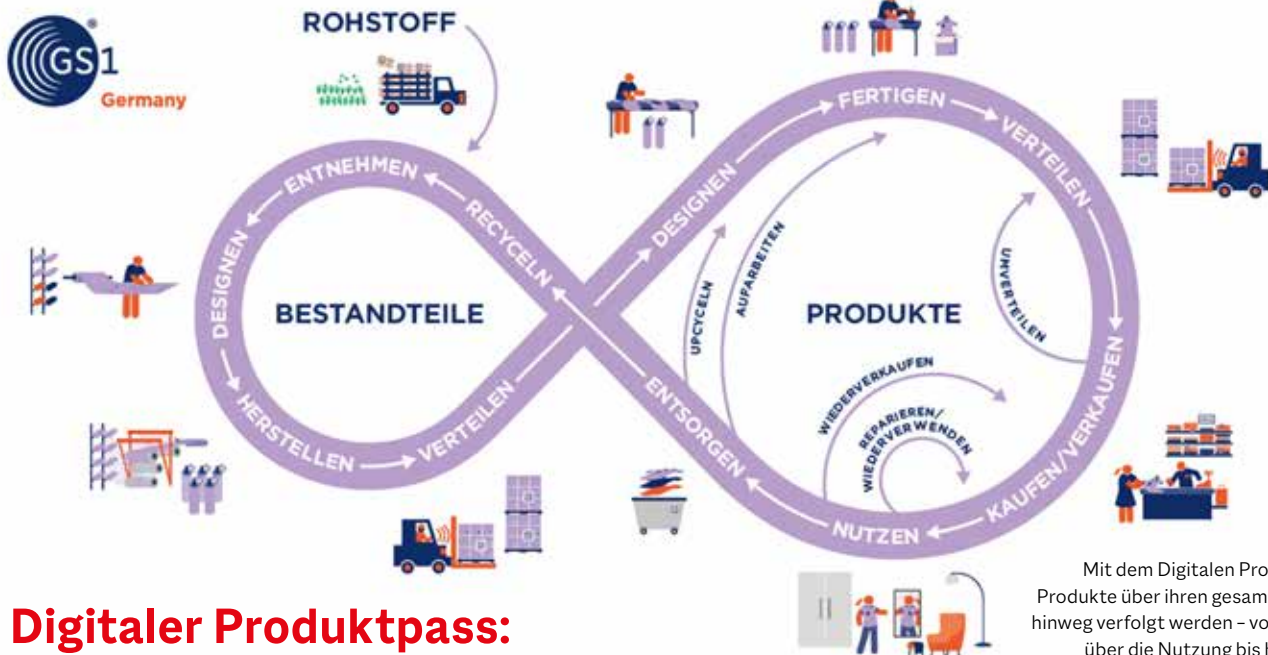 GS1
Germany
ROHSTOFF
ENTNEHMEN
DESIGNEN
HERSTELLEN
VERTEILEN
RECYCELN
BESTANDTEILE
DESIGNEN
FERTIGEN
VERTEILEN
KAUFEN/VERKAUFEN
NUTZEN
ENTSORGEN
UPCYCELN
AUFARBEITEN
UMVERTEILEN
PRODUKTE
WIEDERVERKAUFEN
REPARIEREN/
WIEDERVERWENDEN
Digitaler Produktpass:
Mit dem Digitalen Pro
Produkte über ihren gesam
hinweg verfolgt werden – vo
über die Nutzung bis h